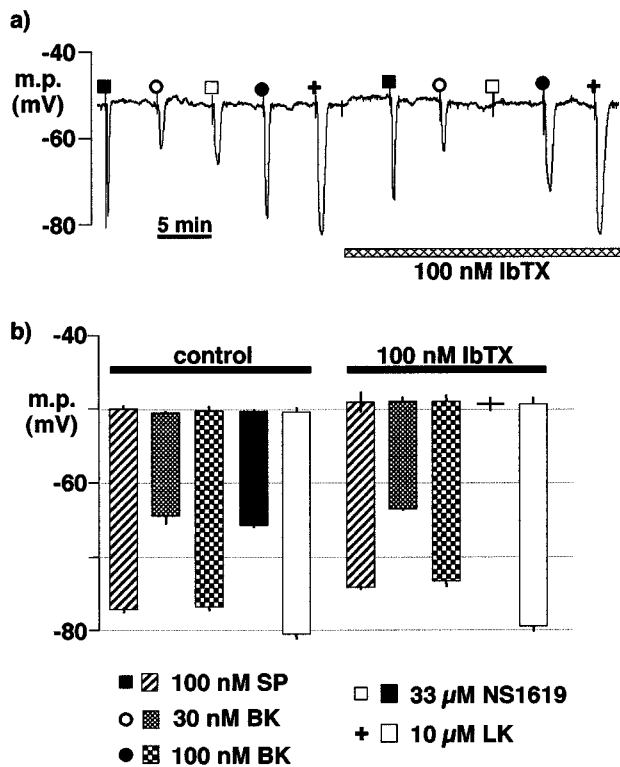 a)
-40
m.p.
(mV)
-60
-80
5 min
100 nM IbTX
b)
-40
control
100 nM IbTX
m.p.
(mV)
-60
-80
100 nM SP
33 µM NS1619
30 nM BK
10 µM LK
100 nM BK